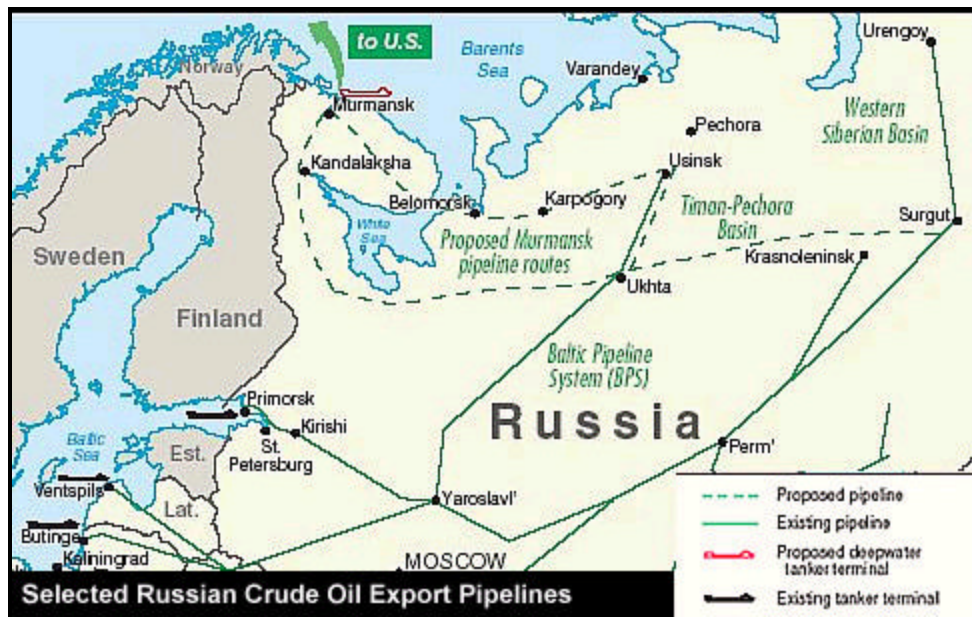 to U.S.
Barents
Sea
Urengoy
Norway
Varandey
Murmansk
Western
Siberian Basin
Pechora
Kandalaksha
Usinsk
Belomorsk
Karpogory
Timan-Pechora
Basin
Surgut
White
Sea
Proposed Murmansk
pipeline routes
Krasnoleninsk
Sweden
Ukhta
Finland
Baltic Pipeline
System (BPS)
Primorsk
Russia
Kirishi
St.
Petersburg
Baltic
Sea
Est.
Perm'
Ventspils
Lat.
Yaroslavl'
Butinge
Kaliningrad
MOSCOW
Proposed pipeline
Existing pipeline
Proposed deepwater
tanker terminal
Existing tanker terminal
Selected Russian Crude Oil Export Pipelines